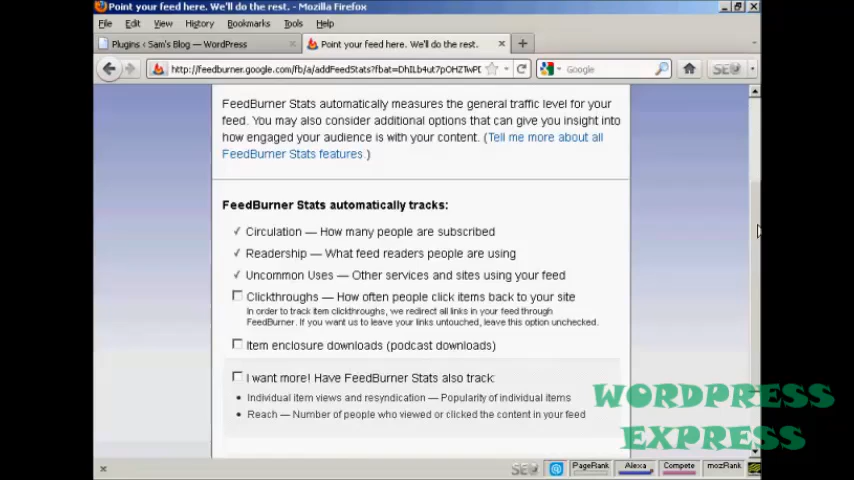 Point your feed here. We'll do the rest. - Mozilla Firefox
File Edit View History Bookmarks Tools Help
Plugins ‹ Sam's Blog — WordPress × Point your feed here. We'll do the rest. × +
http://feedburner.google.com/fb/a/addFeedStats?fbat= Google SEO
FeedBurner Stats automatically measures the general traffic level for your
feed. You may also consider additional options that can give you insight into
how engaged your audience is with your content. (Tell me more about all
FeedBurner Stats features.)
FeedBurner Stats automatically tracks:
Circulation — How many people are subscribed
Readership — What feed readers people are using
Uncommon Uses — Other services and sites using your feed
Clickthroughs — How often people click items back to your site
In order to track item clickthroughs, we redirect all links in your feed through
FeedBurner. If you want us to leave your links untouched, leave this option unchecked.
Item enclosure downloads (podcast downloads)
I want more! Have FeedBurner Stats also track:
• Individual item views and resyndication — Popularity of individual items
• Reach — Number of people who viewed or clicked the content in your feed
WORDPRESS
EXPRESS
× SEO PageRank Alexa Compete mozRank